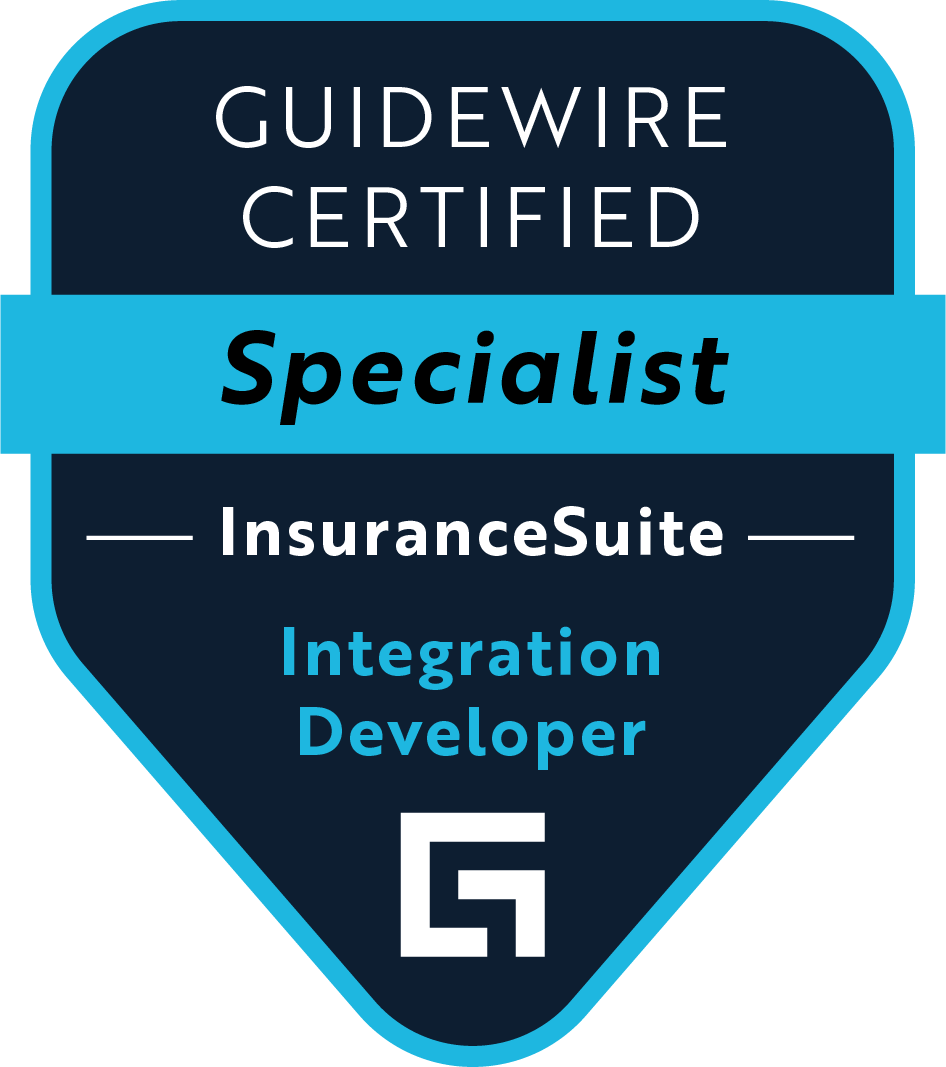 GUIDEWIRE
CERTIFIED
Specialist
InsuranceSuite
Integration
Developer